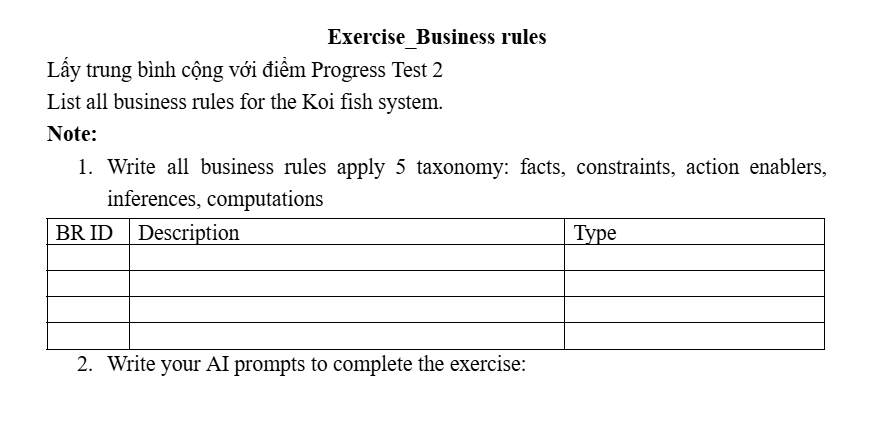 Exercise_Business rules
Lấy trung bình cộng với điểm Progress Test 2
List all business rules for the Koi fish system.
Note:
1. Write all business rules apply 5 taxonomy: facts, constraints, action enablers,
inferences, computations
BR ID Description Type
2. Write your AI prompts to complete the exercise: